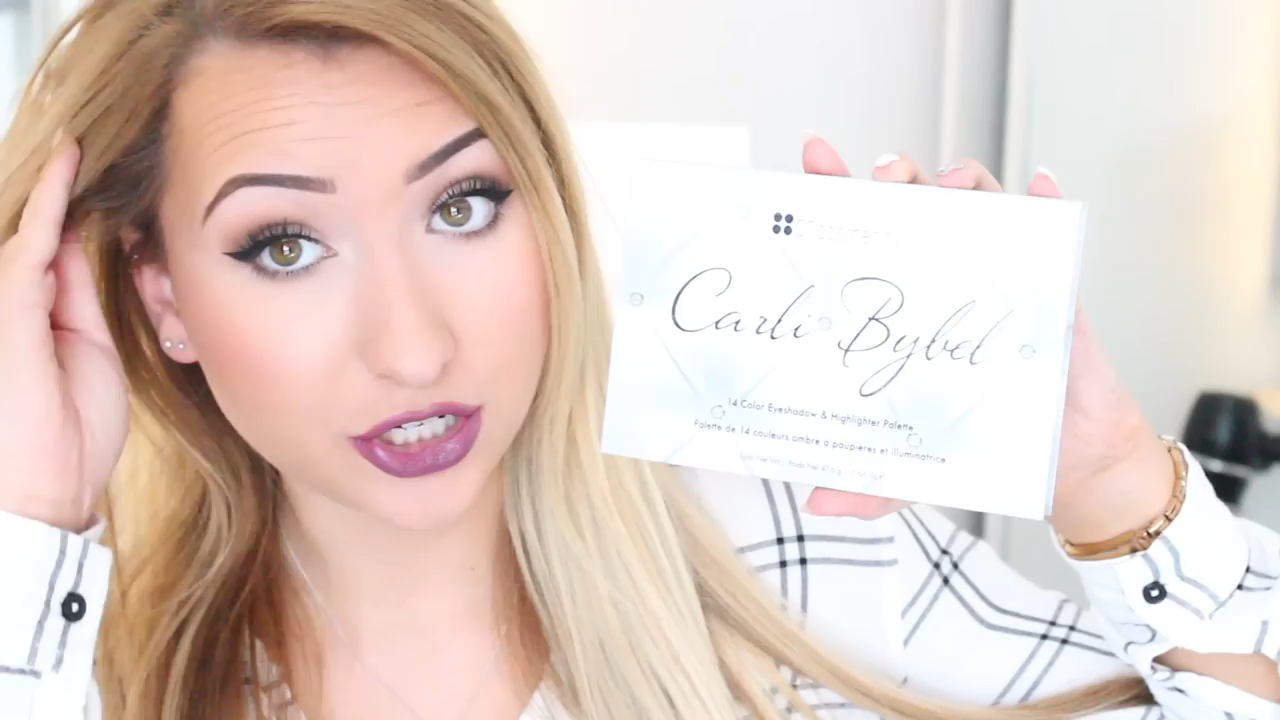 Carli Bybel
14 Color Eyeshadow & Highlighter Palette
Palette de 14 couleurs ombre à paupières et illuminatrice